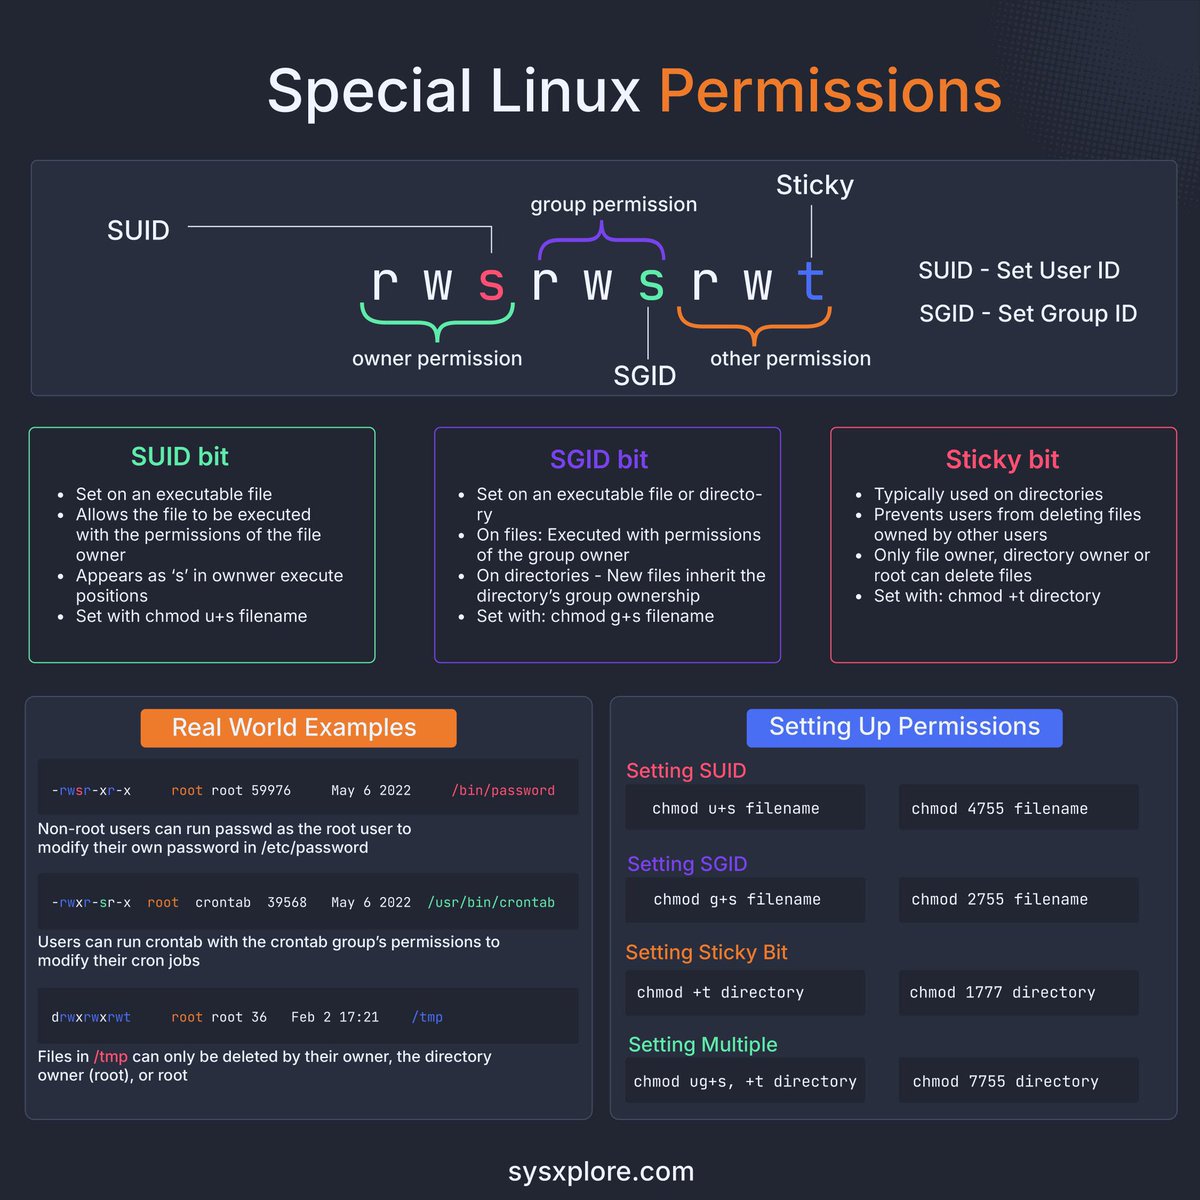 Special Linux Permissions
Sticky
group permission
SUID
r w s r w s r w t
SUID - Set User ID
SGID - Set Group ID
owner permission
other permission
SGID
SUID bit
• Set on an executable file
• Allows the file to be executed
with the permissions of the file
owner
• Appears as ‘s’ in ownwer execute
positions
• Set with chmod u+s filename
SGID bit
• Set on an executable file or directo-
ry
• On files: Executed with permissions
of the group owner
• On directories - New files inherit the
directory’s group ownership
• Set with: chmod g+s filename
Sticky bit
• Typically used on directories
• Prevents users from deleting files
owned by other users
• Only file owner, directory owner or
root can delete files
• Set with: chmod +t directory
Real World Examples
-rwsr-xr-x root root 59976 May 6 2022 /bin/password
Non-root users can run passwd as the root user to
modify their own password in /etc/password
-rwxr-sr-x root crontab 39568 May 6 2022 /usr/bin/crontab
Users can run crontab with the crontab group’s permissions to
modify their cron jobs
drwxrwxrwt root root 36 Feb 2 17:21 /tmp
Files in /tmp can only be deleted by their owner, the directory
owner (root), or root
Setting Up Permissions
Setting SUID
chmod u+s filename chmod 4755 filename
Setting SGID
chmod g+s filename chmod 2755 filename
Setting Sticky Bit
chmod +t directory chmod 1777 directory
Setting Multiple
chmod ug+s, +t directory chmod 7755 directory
sysxplore.com